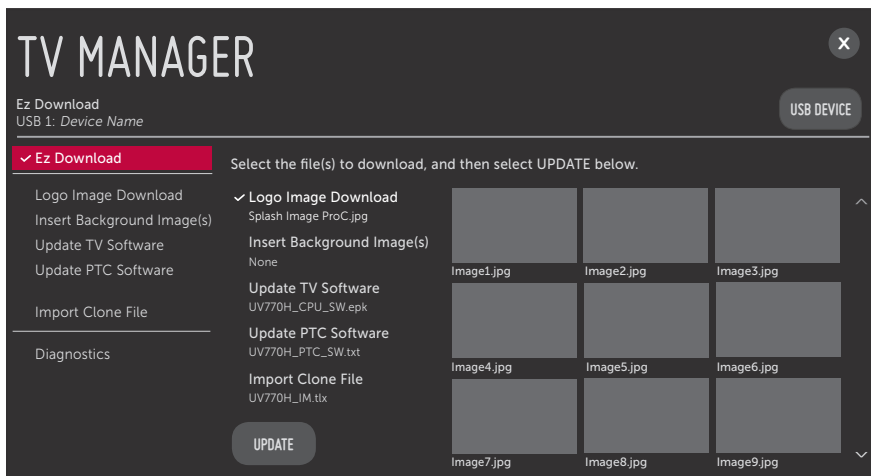 TV MANAGER
X
Ez Download
USB 1: Device Name
USB DEVICE
Ez Download
Logo Image Download
Insert Background Image(s)
Update TV Software
Update PTC Software
Import Clone File
Diagnostics
Select the file(s) to download, and then select UPDATE below.
Logo Image Download
Splash Image ProC.jpg
Insert Background Image(s)
None
Update TV Software
UV770H_CPU_SW.epk
Update PTC Software
UV770H_PTC_SW.txt
Import Clone File
UV770H_IM.tlx
UPDATE
Image1.jpg Image2.jpg Image3.jpg
Image4.jpg Image5.jpg Image6.jpg
Image7.jpg Image8.jpg Image9.jpg